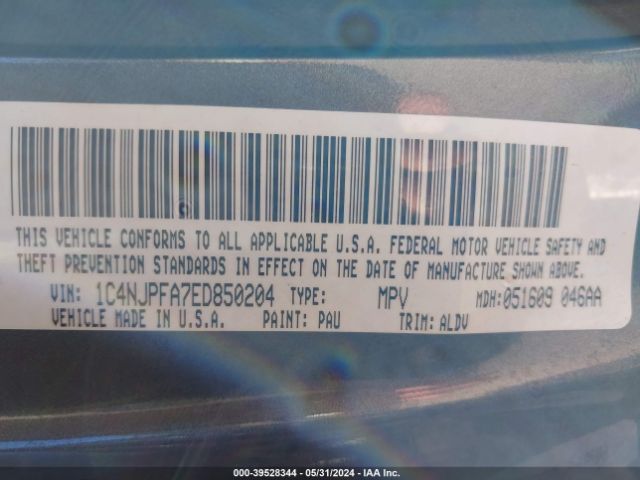 THIS VEHICLE CONFORMS TO ALL APPLICABLE U.S.A. FEDERAL MOTOR VEHICLE SAFETY AND
THEFT PREVENTION STANDARDS IN EFFECT ON THE DATE OF MANUFACTURE SHOWN ABOVE.
VIN: 1C4NJPFA7ED850204 TYPE: MPV MDH:051609 046AA
VEHICLE MADE IN U.S.A. PAINT: PAU TRIM: ALDV
000-39528344 // 05/31/2024 // IAA Inc.